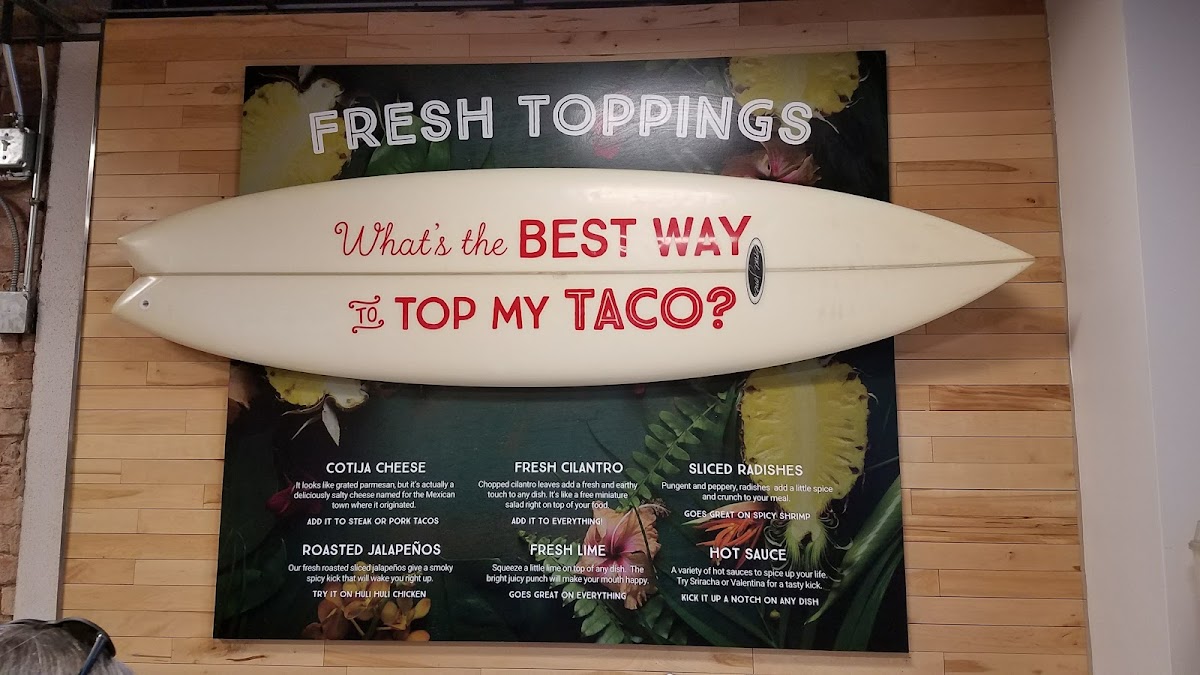 FRESH TOPPINGS
What's the BEST WAY
TO TOP MY TACO?
COTIJA CHEESE
It looks like grated parmesan, but it's actually a
deliciously salty cheese named for the Mexican
town where it originated.
ADD IT TO STEAK OR PORK TACOS
FRESH CILANTRO
Chopped cilantro leaves add a fresh and earthy
touch to any dish. It's like a free miniature
salad right on top of your food.
ADD IT TO EVERYTHING!
SLICED RADISHES
Pungent and peppery, radishes add a little spice
and crunch to your meal.
GOES GREAT ON SPICY SHRIMP
ROASTED JALAPEÑOS
Our fresh roasted sliced jalapeños give a smoky
spicy kick that will wake you right up.
TRY IT ON HULI HULI CHICKEN
FRESH LIME
Squeeze a little lime on top of any dish. The
bright juicy punch will make your mouth happy.
GOES GREAT ON EVERYTHING
HOT SAUCE
A variety of hot sauces to spice up your life.
Try Sriracha or Valentina for a tasty kick.
KICK IT UP A NOTCH ON ANY DISH